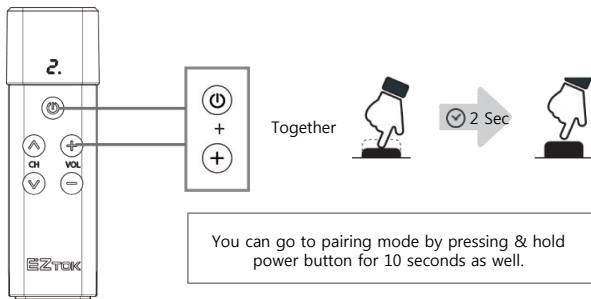 2.
+
Together
2 Sec
CH
VOL
You can go to pairing mode by pressing & hold
power button for 10 seconds as well.
EZTOK